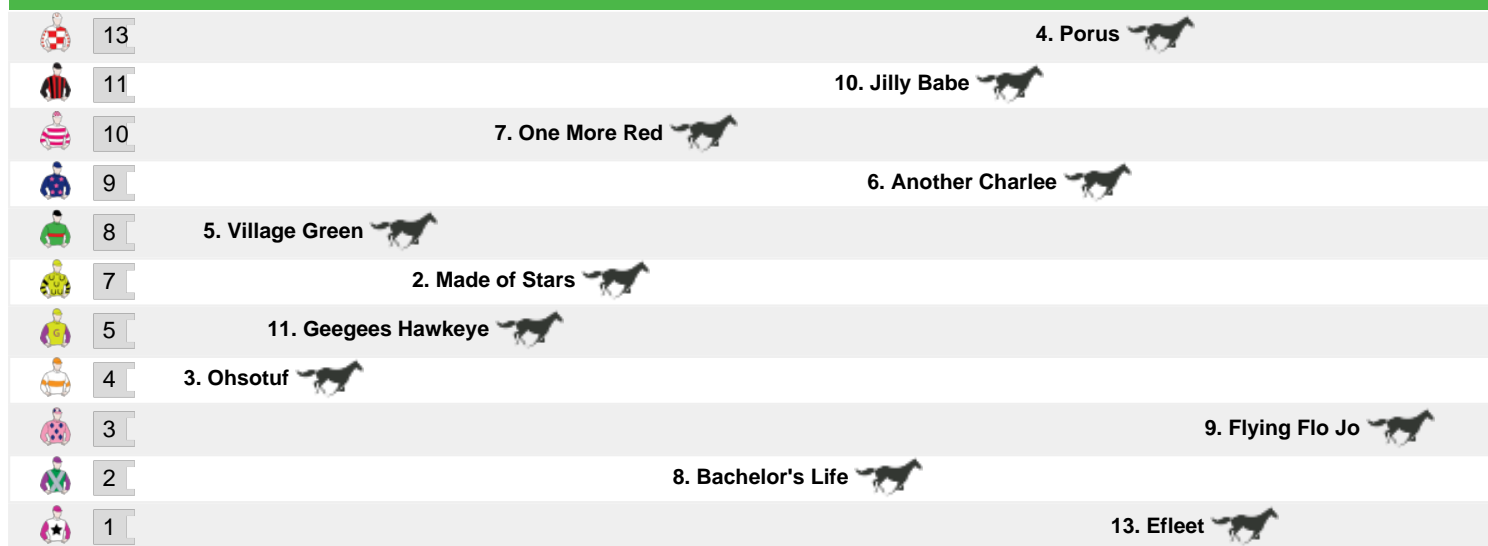 13 4. Porus
11 10. Jilly Babe
10 7. One More Red
9 6. Another Charlee
8 5. Village Green
7 2. Made of Stars
5 11. Geegees Hawkeye
4 3. Ohsotuf
3 9. Flying Flo Jo
2 8. Bachelor's Life
1 13. Efleet